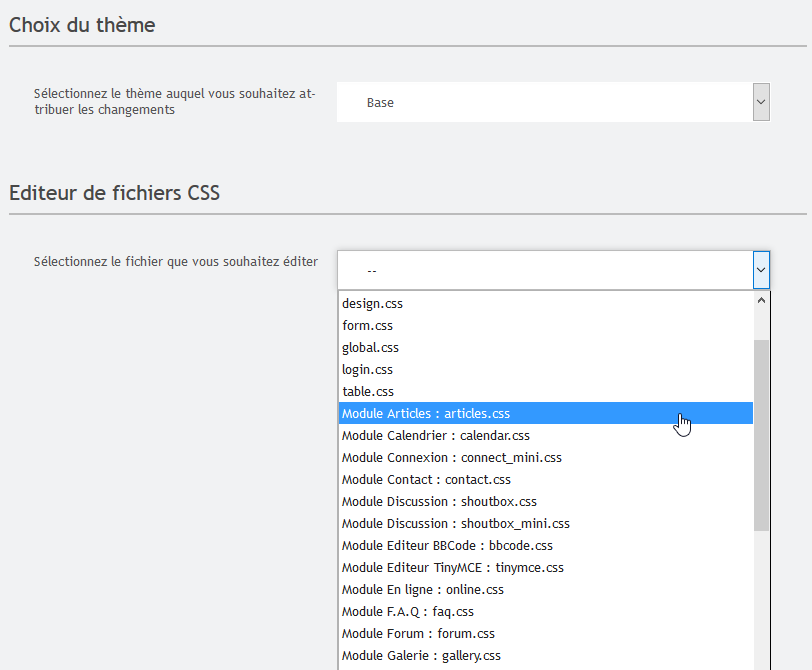 Choix du thème
Sélectionnez le thème auquel vous souhaitez at-
tribuer les changements
Base
Editeur de fichiers CSS
Sélectionnez le fichier que vous souhaitez éditer
--
design.css
form.css
global.css
login.css
table.css
Module Articles : articles.css
Module Calendrier : calendar.css
Module Connexion : connect_mini.css
Module Contact : contact.css
Module Discussion : shoutbox.css
Module Discussion : shoutbox_mini.css
Module Editeur BBCode : bbcode.css
Module Editeur TinyMCE : tinymce.css
Module En ligne : online.css
Module F.A.Q : faq.css
Module Forum : forum.css
Module Galerie : gallery.css